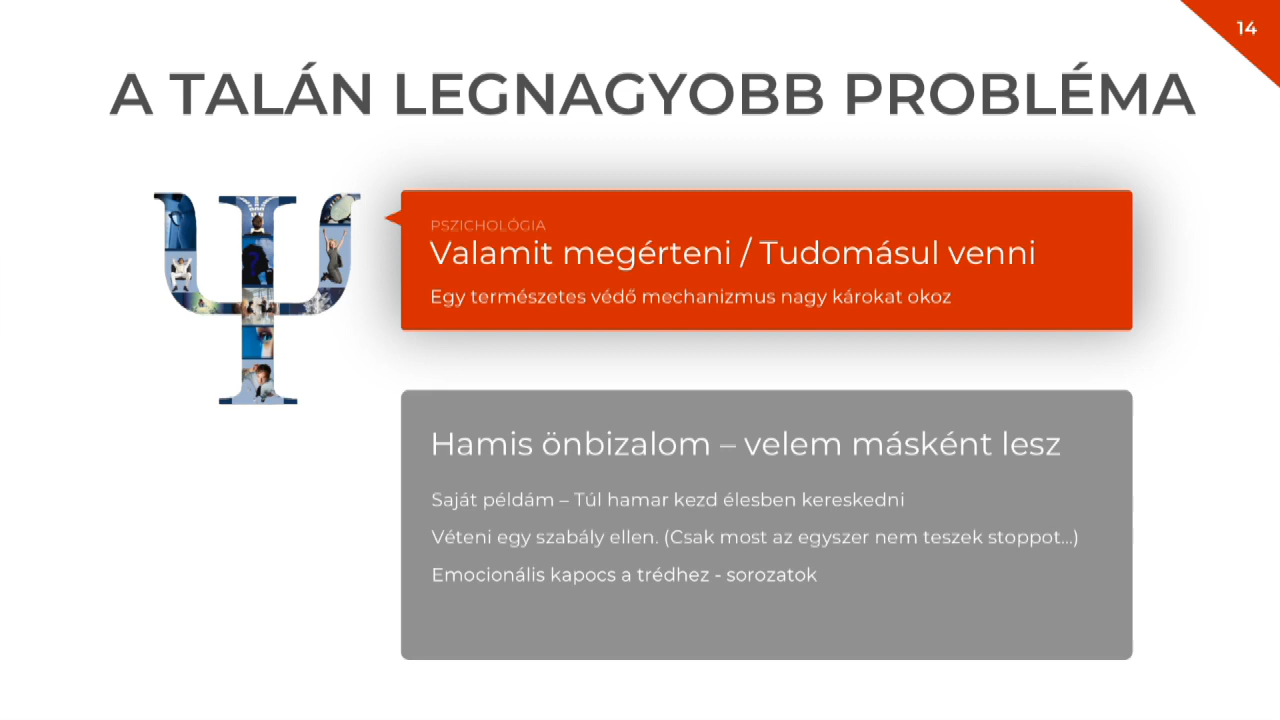 14
A TALÁN LEGNAGYOBB PROBLÉMA
PSZICHOLÓGIA
Valamit megérteni / Tudomásul venni
Egy természetes védő mechanizmus nagy károkat okoz
Hamis önbizalom – velem másként lesz
Saját példám – Túl hamar kezd élesben kereskedni
Véteni egy szabály ellen. (Csak most az egyszer nem teszek stoppot...)
Emocionális kapocs a trédhez - sorozatok